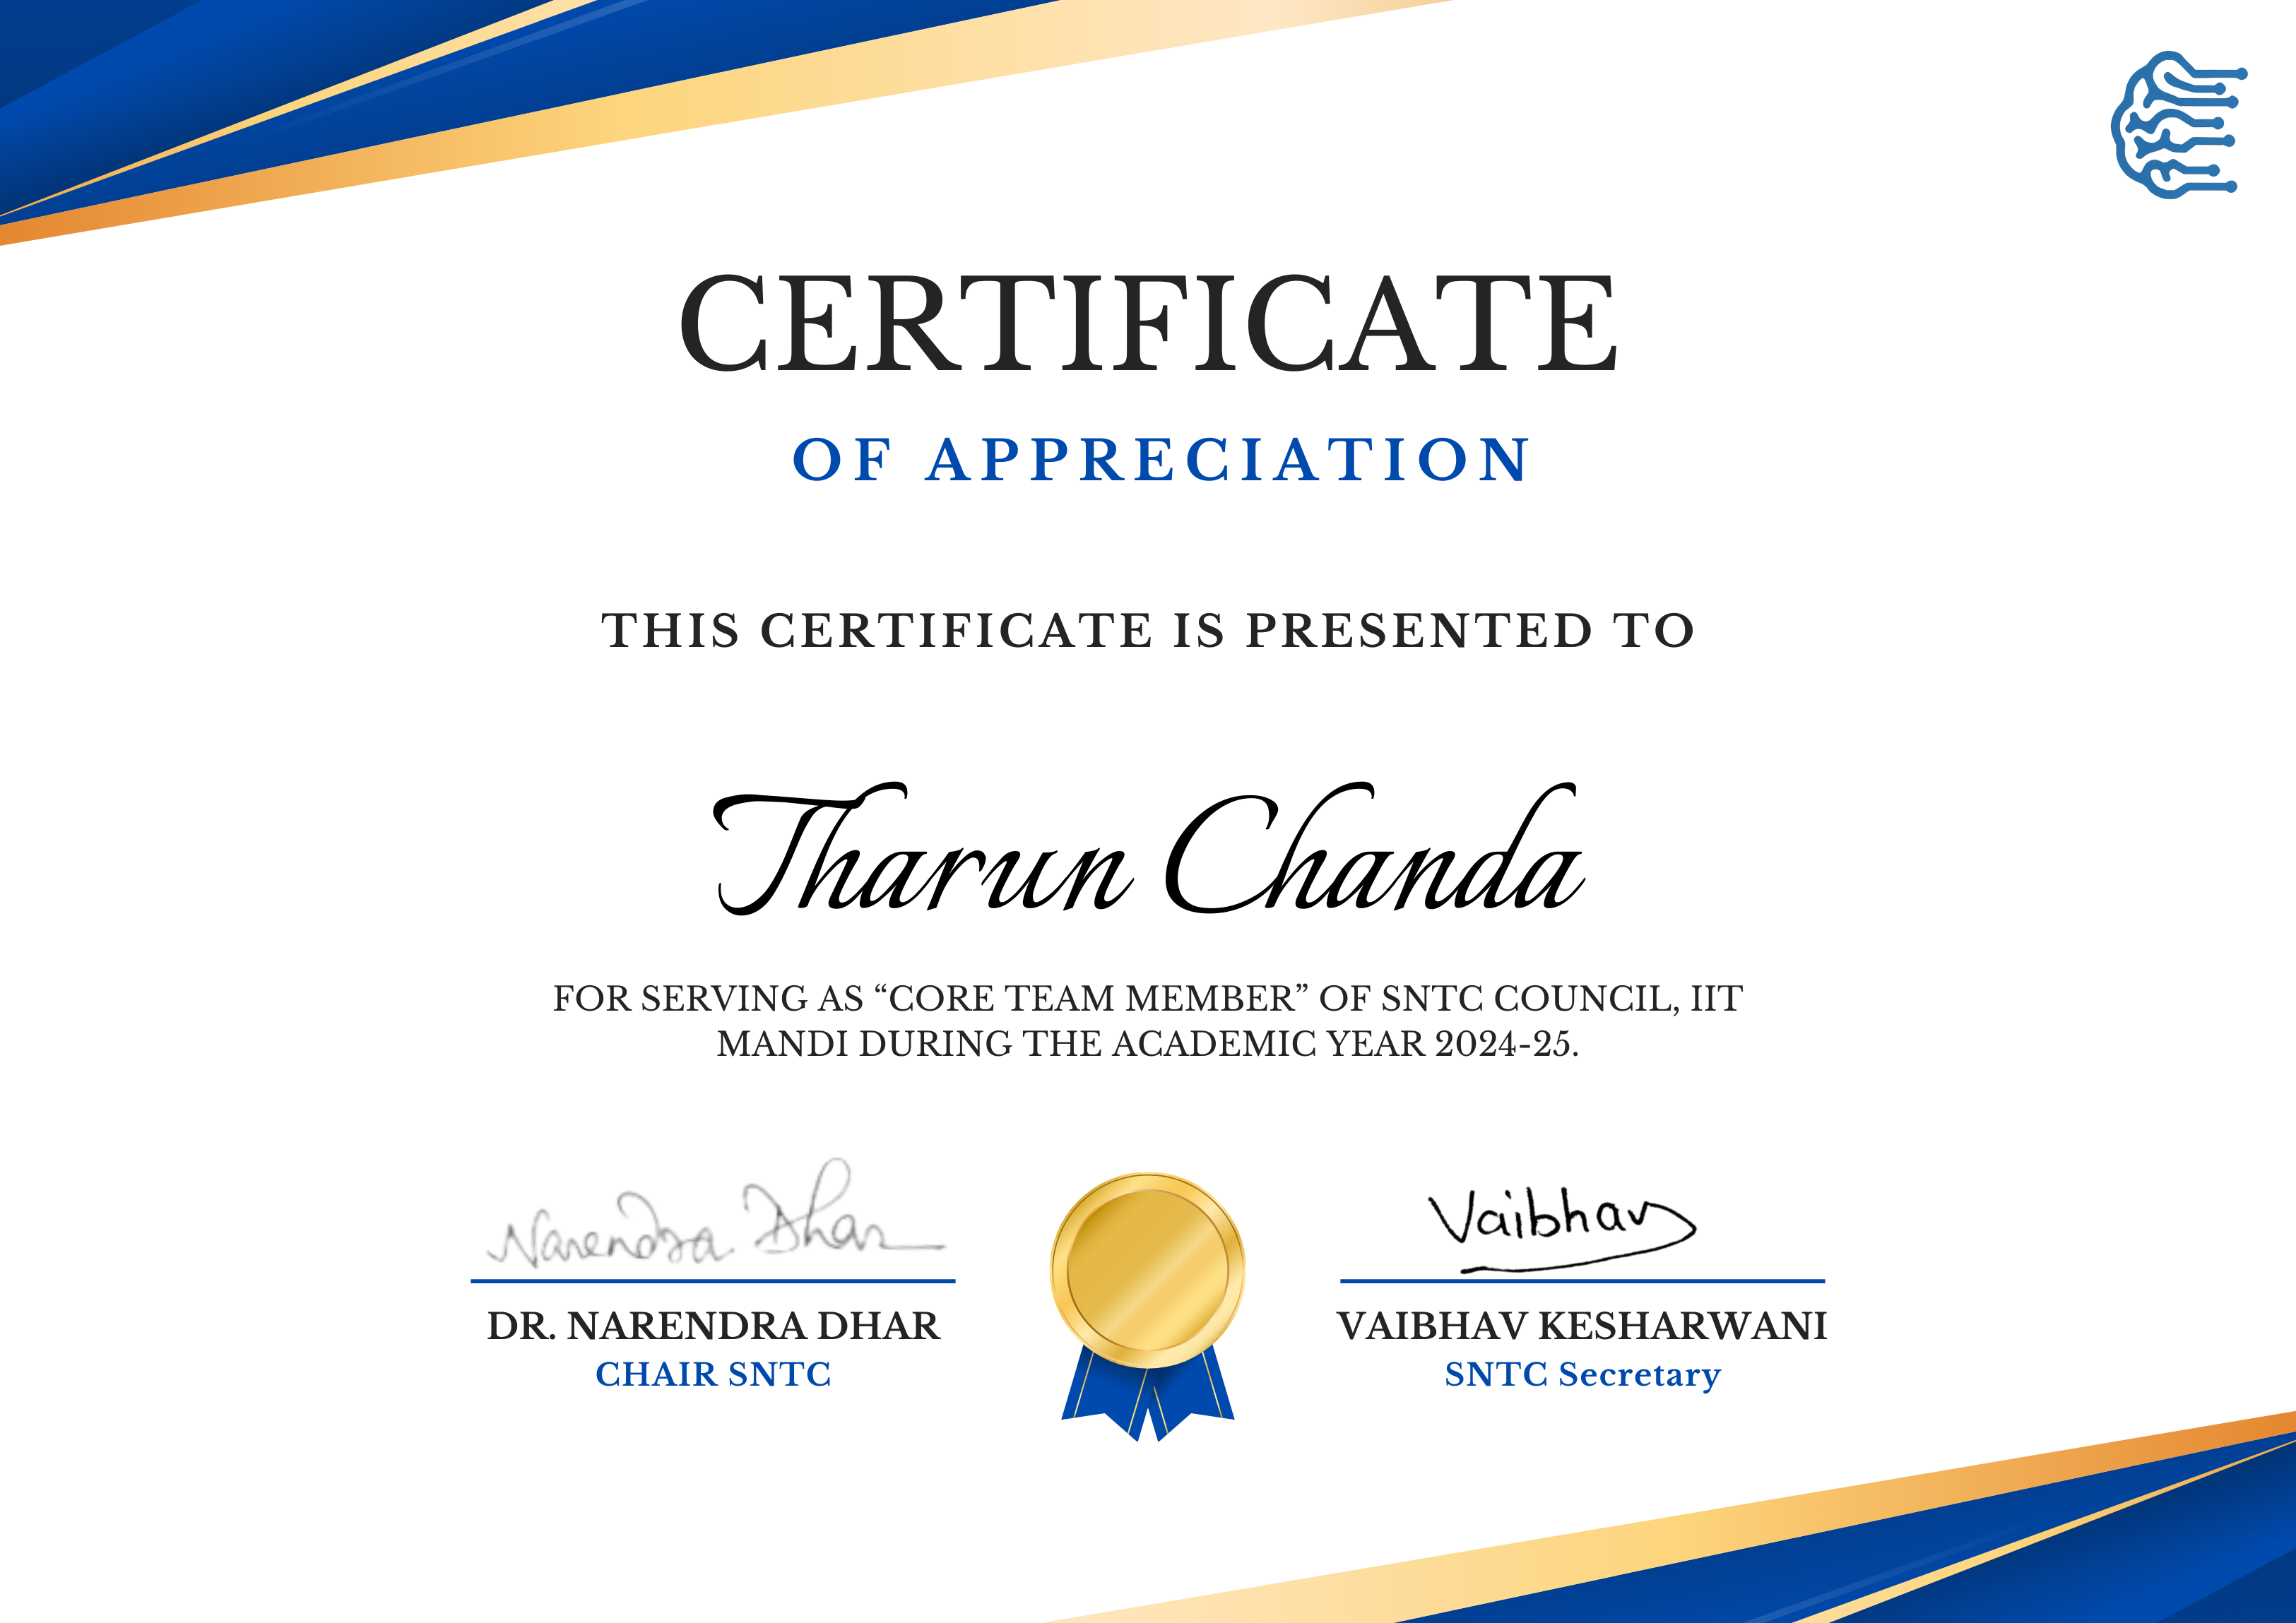 CERTIFICATE
OF APPRECIATION
THIS CERTIFICATE IS PRESENTED TO
Tharun Chanda
FOR SERVING AS “CORE TEAM MEMBER” OF SNTC COUNCIL, IIT
MANDI DURING THE ACADEMIC YEAR 2024-25.
Narendra Dhar
Vaibhav
DR. NARENDRA DHAR
VAIBHAV KESHARWANI
CHAIR SNTC
SNTC Secretary